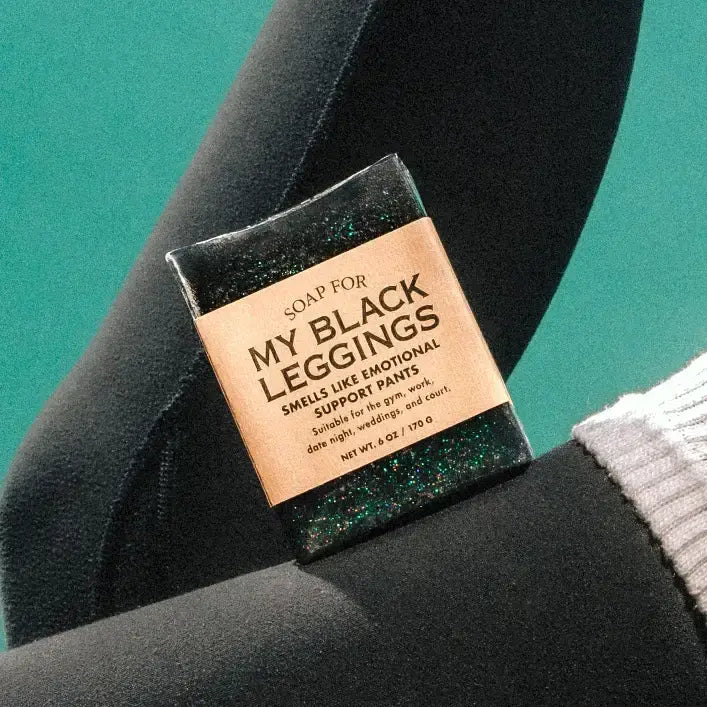 SOAP FOR
MY BLACK
LEGGINGS
SMELLS LIKE EMOTIONAL
SUPPORT PANTS
Suitable for the gym, work,
date night, weddings, and court.
NET WT. 6 OZ / 170 G